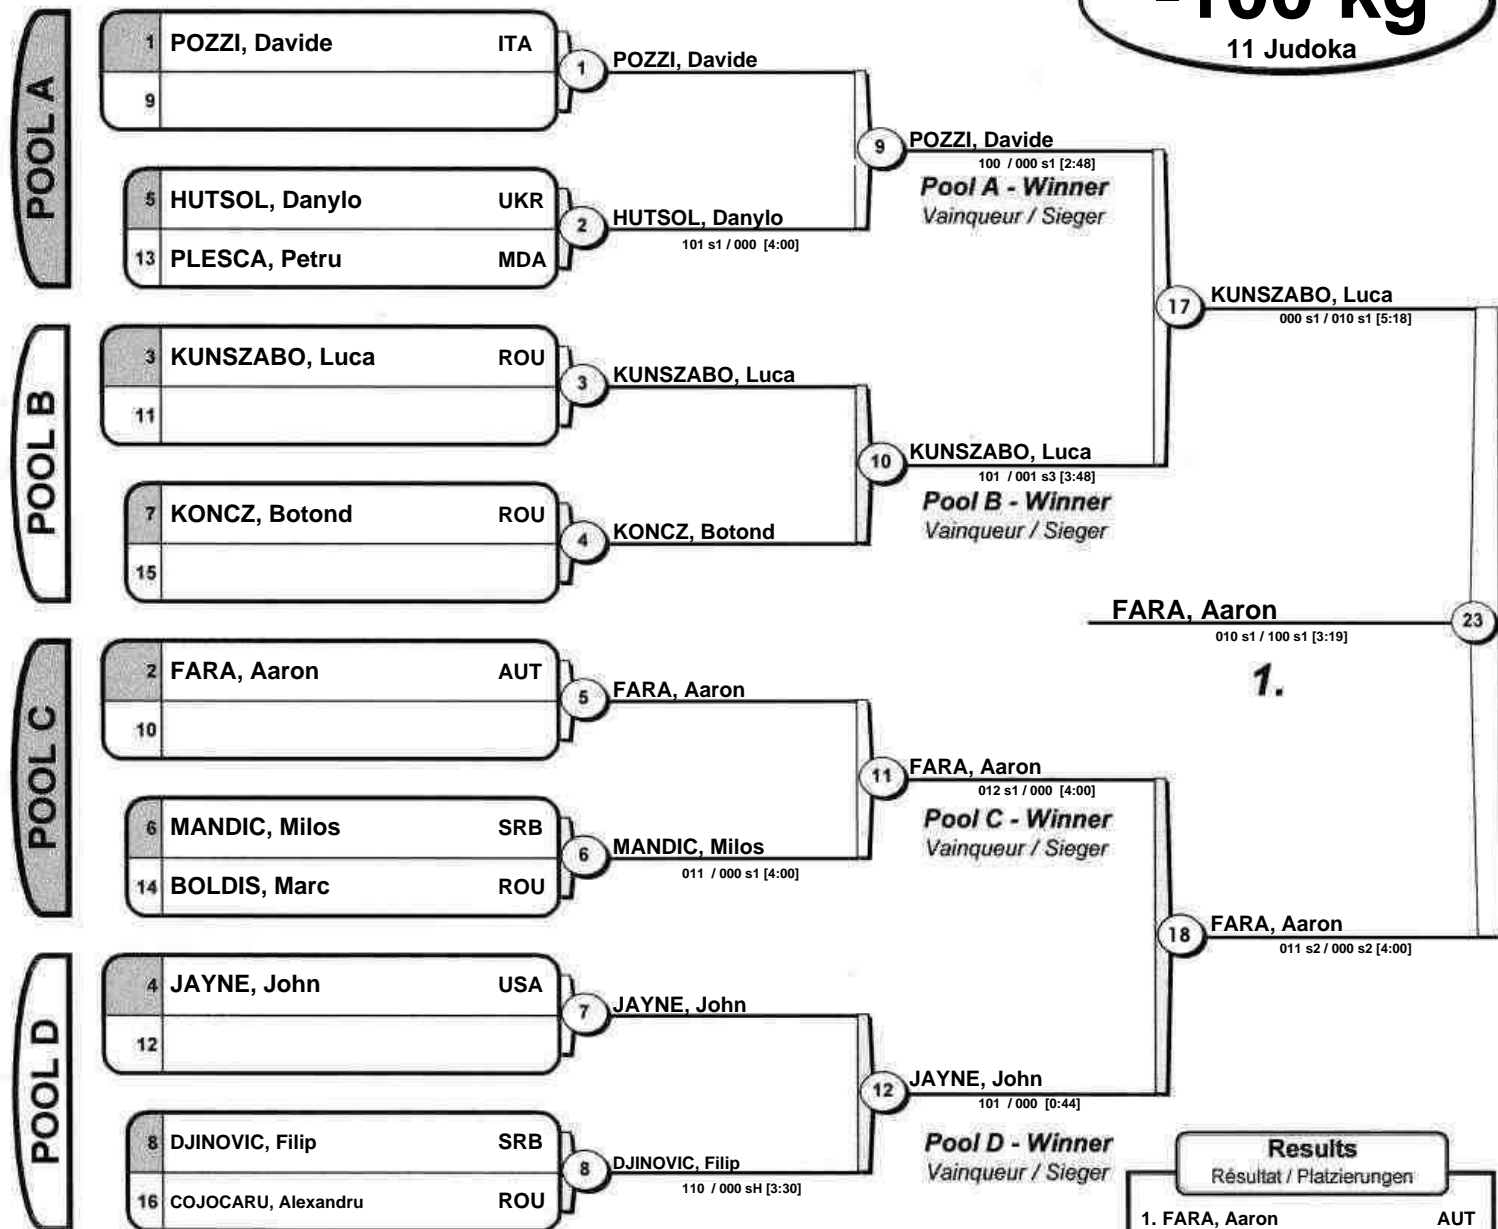 -100 kg
11 Judoka
POOL A
1 POZZI, Davide ITA
9
1 POZZI, Davide
5 HUTSOL, Danylo UKR
13 PLESCA, Petru MDA
2 HUTSOL, Danylo
101 s1 / 000 [4:00]
9 POZZI, Davide
100 / 000 s1 [2:48]
Pool A - Winner
Vainqueur / Sieger
POOL B
3 KUNSZABO, Luca ROU
11
3 KUNSZABO, Luca
7 KONCZ, Botond ROU
15
4 KONCZ, Botond
10 KUNSZABO, Luca
101 / 001 s3 [3:48]
Pool B - Winner
Vainqueur / Sieger
17 KUNSZABO, Luca
000 s1 / 010 s1 [5:18]
POOL C
2 FARA, Aaron AUT
10
5 FARA, Aaron
6 MANDIC, Milos SRB
14 BOLDIS, Marc ROU
6 MANDIC, Milos
011 / 000 s1 [4:00]
11 FARA, Aaron
012 s1 / 000 [4:00]
Pool C - Winner
Vainqueur / Sieger
POOL D
4 JAYNE, John USA
12
7 JAYNE, John
8 DJINOVIC, Filip SRB
16 COJOCARU, Alexandru ROU
8 DJINOVIC, Filip
110 / 000 sH [3:30]
12 JAYNE, John
101 / 000 [0:44]
Pool D - Winner
Vainqueur / Sieger
18 FARA, Aaron
011 s2 / 000 s2 [4:00]
FARA, Aaron 23
010 s1 / 100 s1 [3:19]
1.
Results
Résultat / Platzierungen
1. FARA, Aaron AUT